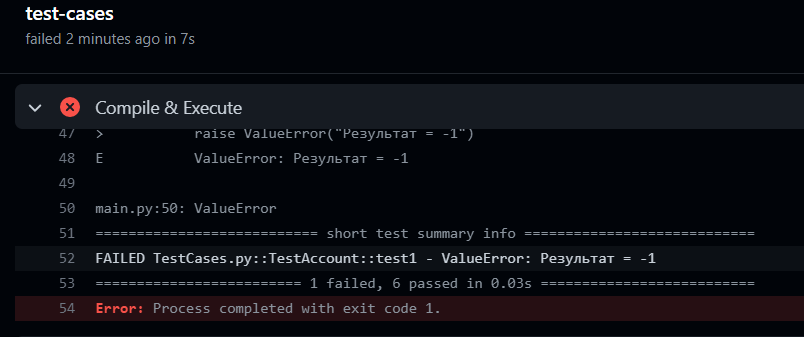 test-cases
failed 2 minutes ago in 7s
Compile & Execute
47 > raise ValueError("Результат = -1")
48 E ValueError: Результат = -1
49
50 main.py:50: ValueError
51 =========================== short test summary info ============================
52 FAILED TestCases.py::TestAccount::test1 - ValueError: Результат = -1
53 ========================= 1 failed, 6 passed in 0.03s ==========================
54 Error: Process completed with exit code 1.